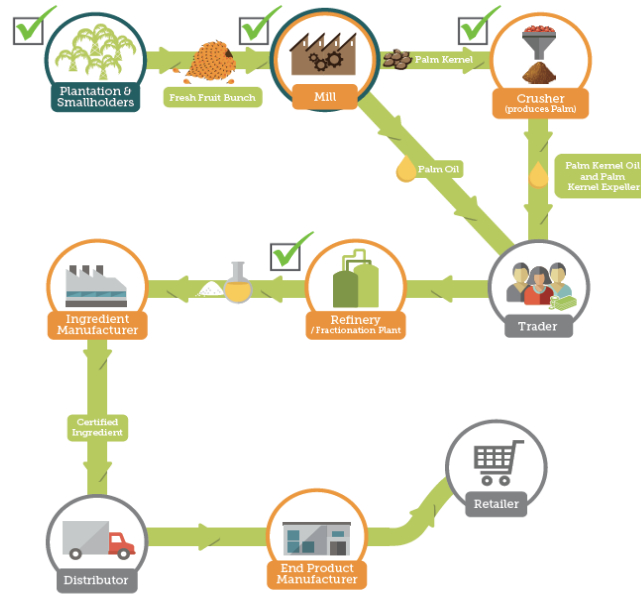 Plantation &
Smallholders
Fresh Fruit Bunch
Mill
Palm Kernel
Crusher
(produces Palm)
Palm Oil
Palm Kernel Oil
and Palm
Kernel Expeller
Ingredient
Manufacturer
Refinery
/ Fractionation Plant
Trader
Certified
Ingredient
Retailer
Distributor
End Product
Manufacturer